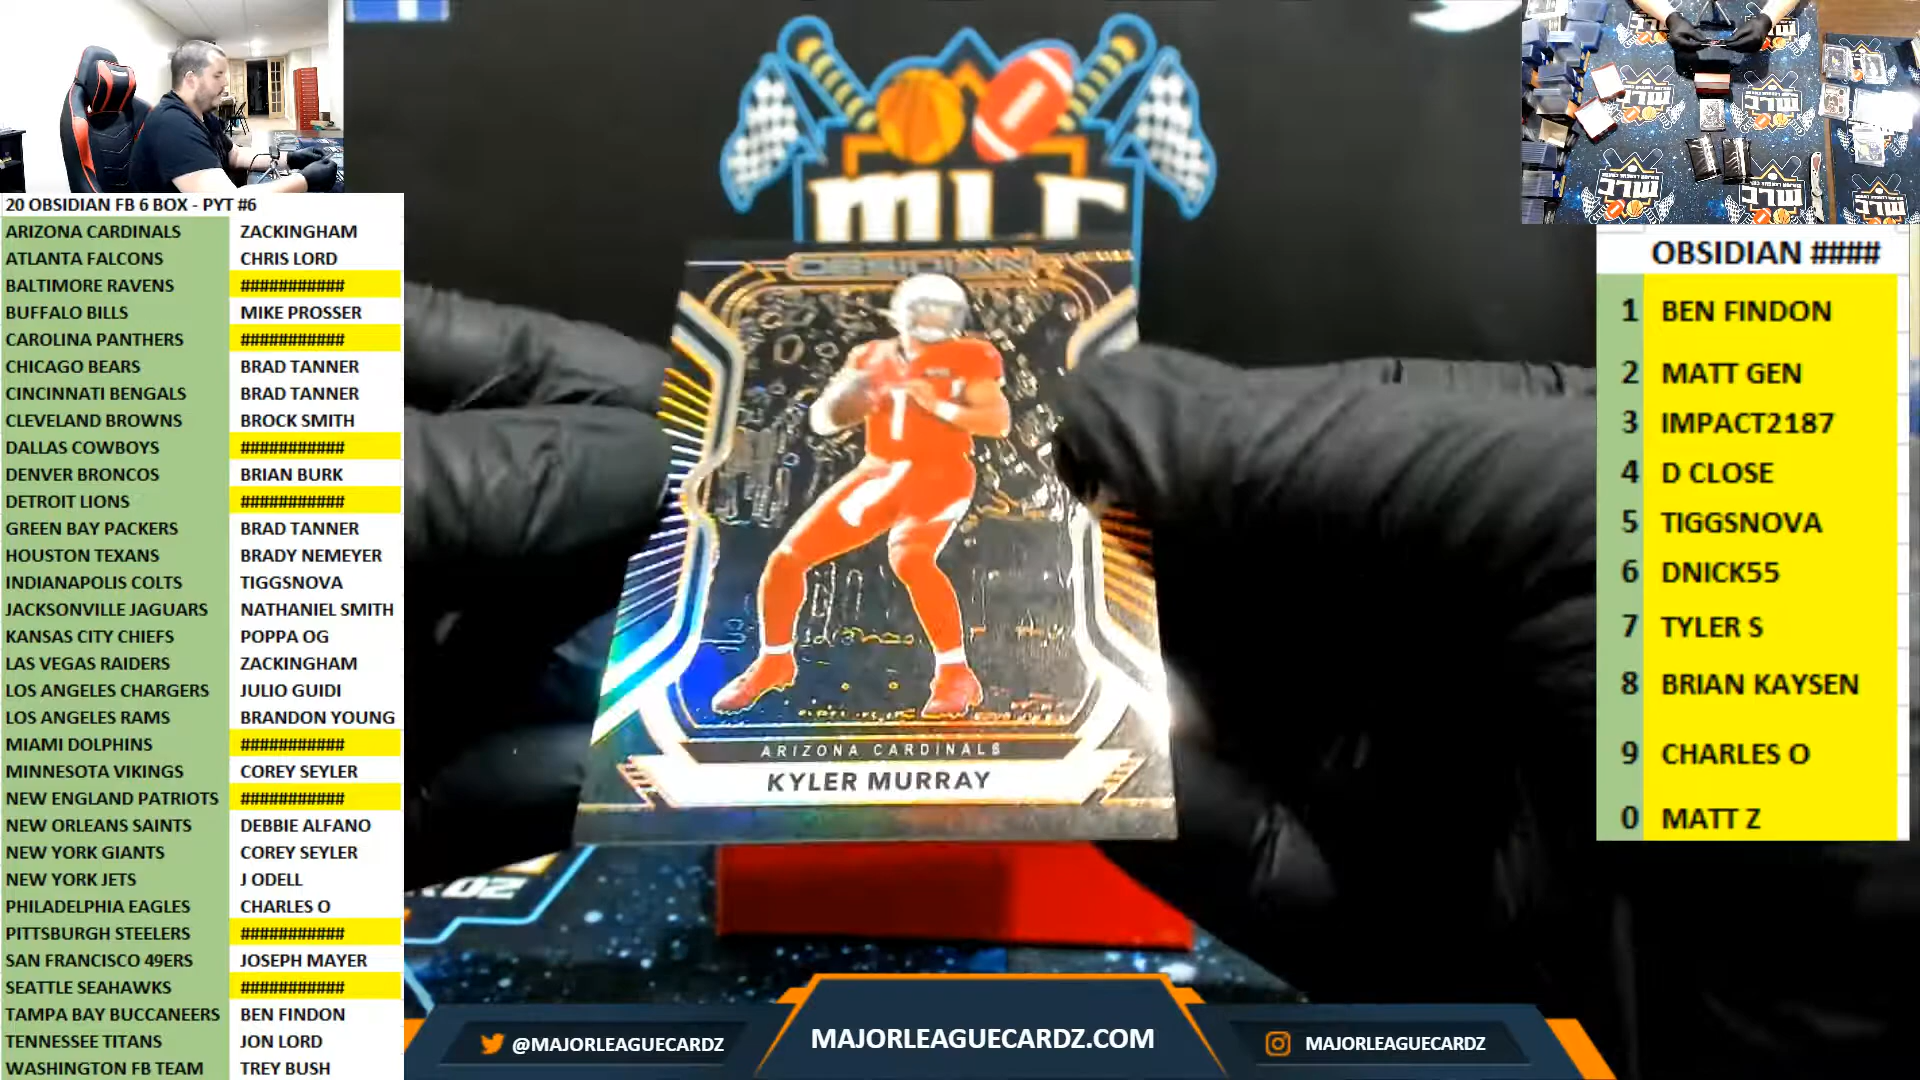 20 OBSIDIAN FB 6 BOX - PYT #6
ARIZONA CARDINALS ZACKINGHAM
ATLANTA FALCONS CHRIS LORD
BALTIMORE RAVENS ###########
BUFFALO BILLS MIKE PROSSER
CAROLINA PANTHERS ###########
CHICAGO BEARS BRAD TANNER
CINCINNATI BENGALS BRAD TANNER
CLEVELAND BROWNS BROCK SMITH
DALLAS COWBOYS ###########
DENVER BRONCOS BRIAN BURK
DETROIT LIONS ###########
GREEN BAY PACKERS BRAD TANNER
HOUSTON TEXANS BRADY NEMEYER
INDIANAPOLIS COLTS TIGGSNOVA
JACKSONVILLE JAGUARS NATHANIEL SMITH
KANSAS CITY CHIEFS POPPA OG
LAS VEGAS RAIDERS ZACKINGHAM
LOS ANGELES CHARGERS JULIO GUIDI
LOS ANGELES RAMS BRANDON YOUNG
MIAMI DOLPHINS ###########
MINNESOTA VIKINGS COREY SEYLER
NEW ENGLAND PATRIOTS ###########
NEW ORLEANS SAINTS DEBBIE ALFANO
NEW YORK GIANTS COREY SEYLER
NEW YORK JETS J ODELL
PHILADELPHIA EAGLES CHARLES O
PITTSBURGH STEELERS ###########
SAN FRANCISCO 49ERS JOSEPH MAYER
SEATTLE SEAHAWKS ###########
TAMPA BAY BUCCANEERS BEN FINDON
TENNESSEE TITANS JON LORD
WASHINGTON FB TEAM TREY BUSH
OBSIDIAN
1
ARIZONA CARDINALS
KYLER MURRAY
OBSIDIAN ####
1 BEN FINDON
2 MATT GEN
3 IMPACT2187
4 D CLOSE
5 TIGGSNOVA
6 DNICK55
7 TYLER S
8 BRIAN KAYSEN
9 CHARLES O
0 MATT Z
@MAJORLEAGUECARDZ
MAJORLEAGUECARDZ.COM
MAJORLEAGUECARDZ